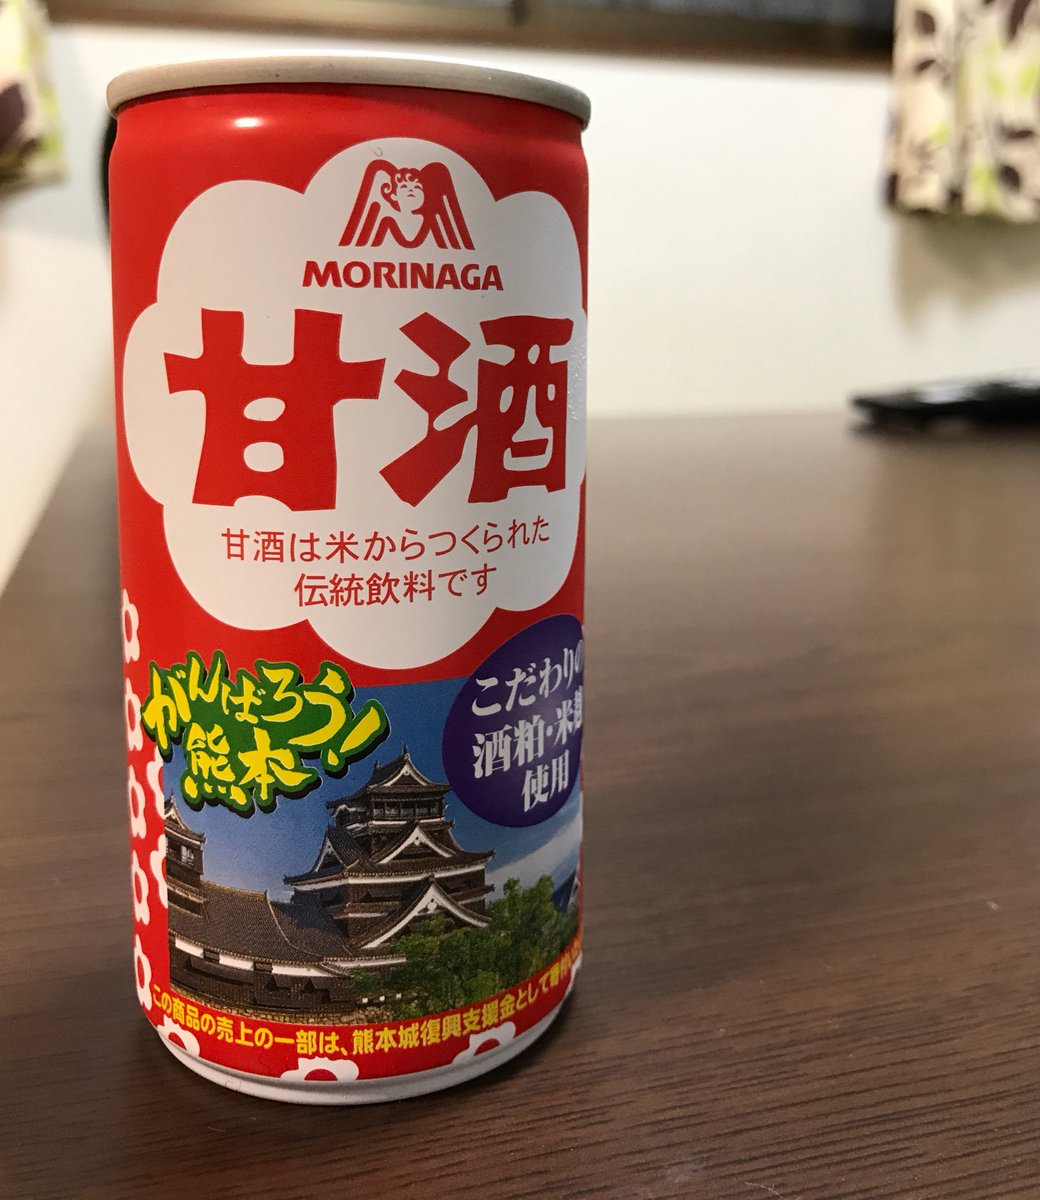 MORINAGA
甘酒
甘酒は米からつくられた
伝統飲料です
がんばろう!
熊本
こだわりの
酒粕・米麹
使用
この商品の売上の一部は、熊本城復興支援金として寄付